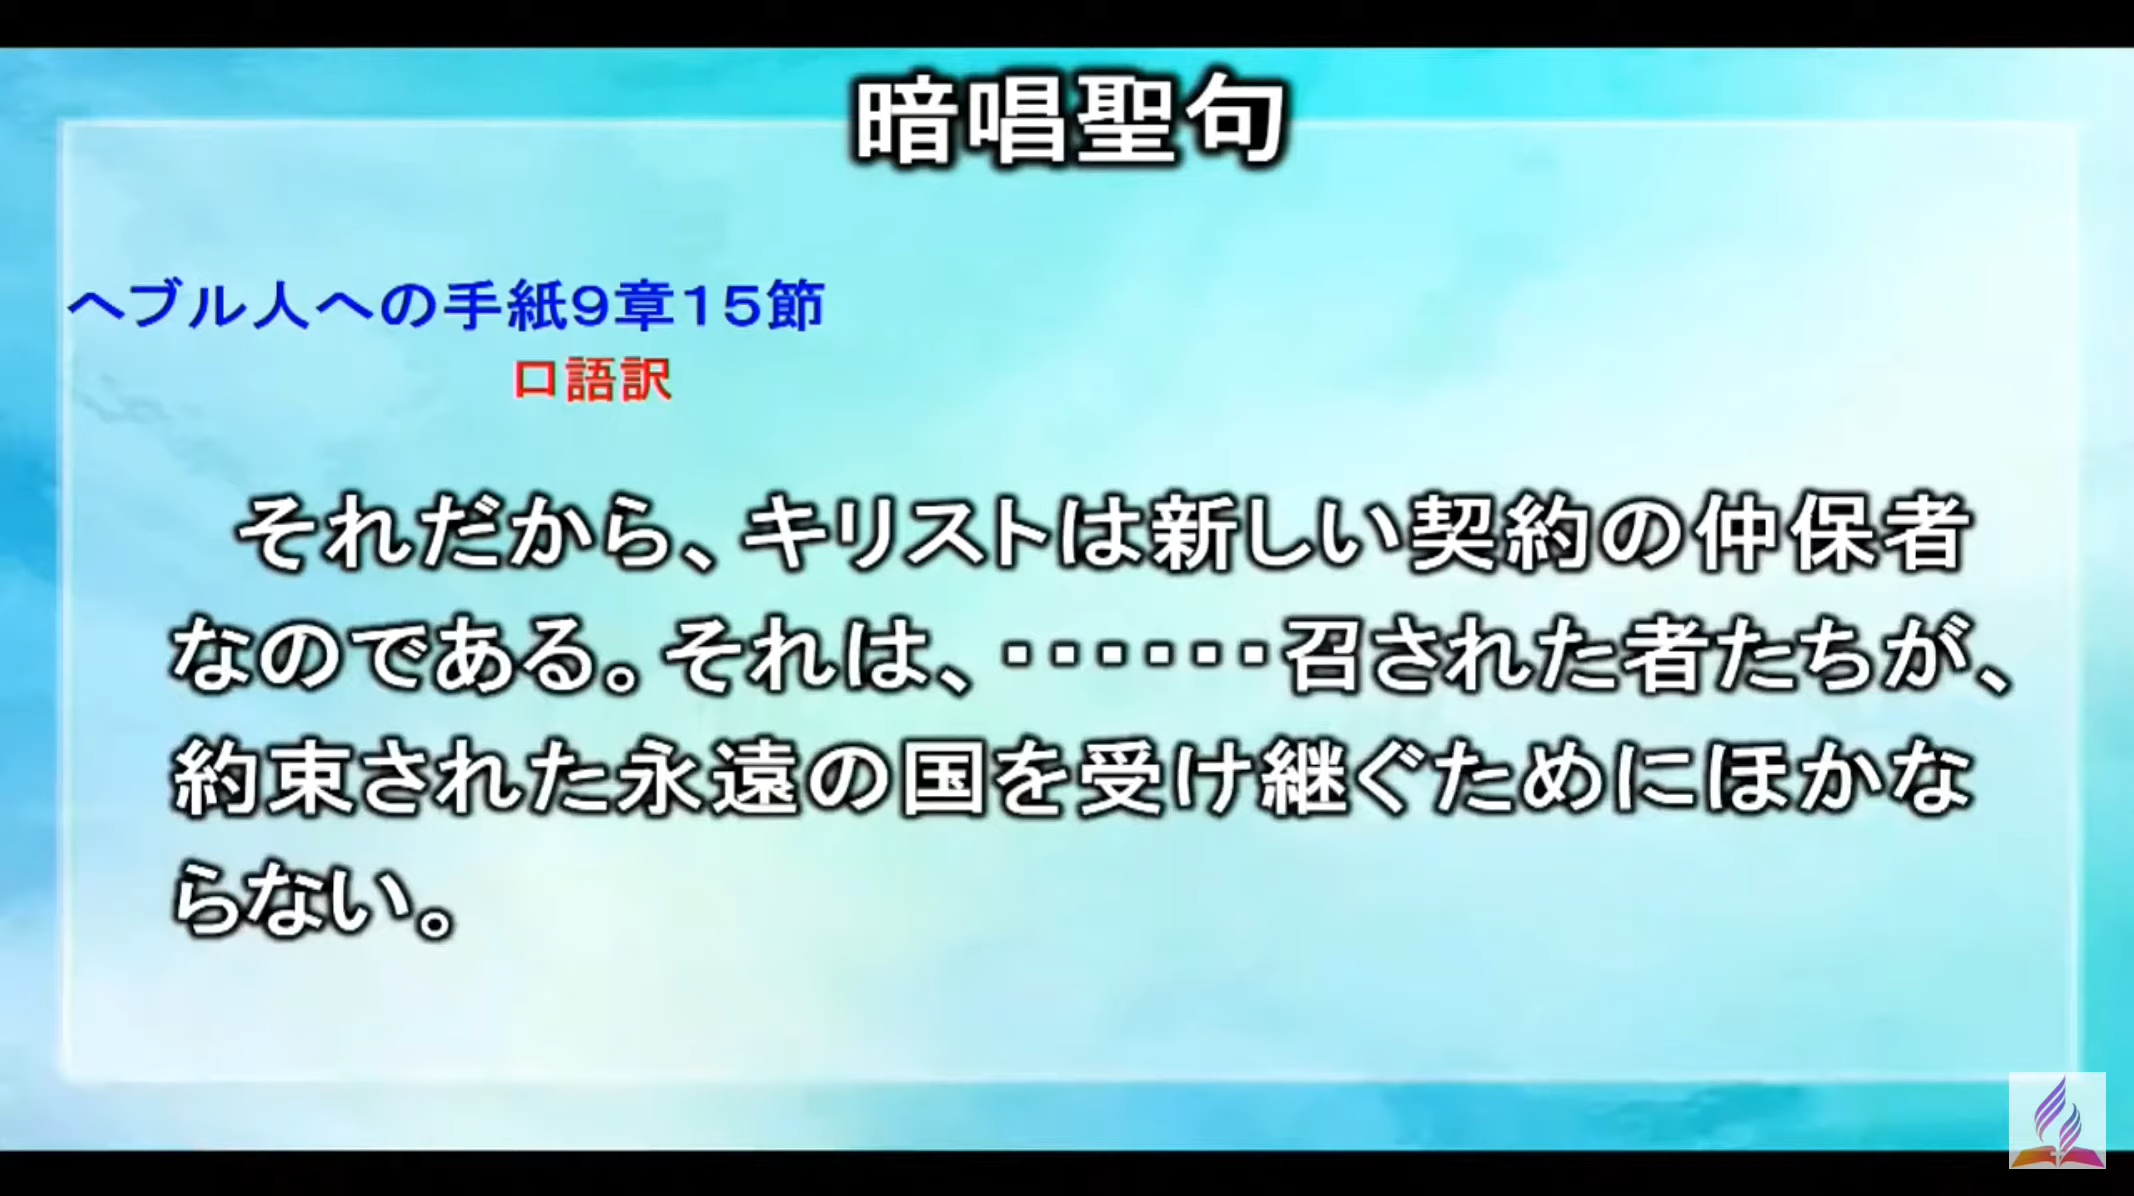 暗唱聖句
ヘブル人への手紙９章１５節
口語訳
それだから、キリストは新しい契約の仲保者
なのである。それは、・・・・・・召された者たちが、
約束された永遠の国を受け継ぐためにほかな
らない。